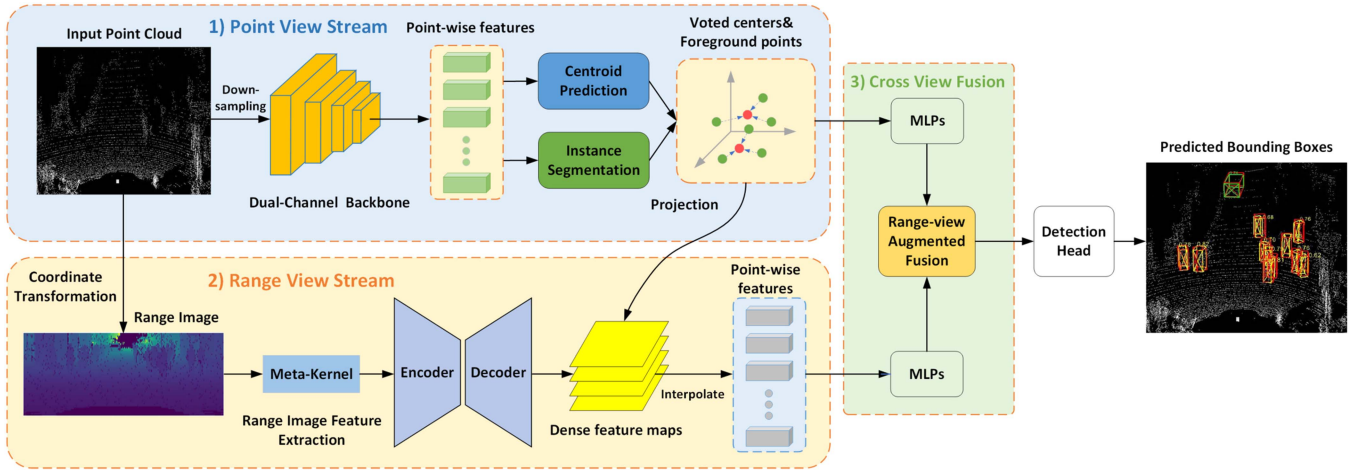 1) Point View Stream
Input Point Cloud
Down-
sampling
Dual-Channel Backbone
Point-wise features
Centroid
Prediction
Instance
Segmentation
Voted centers&
Foreground points
Projection
Coordinate
Transformation
2) Range View Stream
Range Image
Meta-Kernel
Range Image Feature
Extraction
Encoder
Decoder
Dense feature maps
Interpolate
Point-wise
features
3) Cross View Fusion
MLPs
Range-view
Augmented
Fusion
MLPs
Detection
Head
Predicted Bounding Boxes